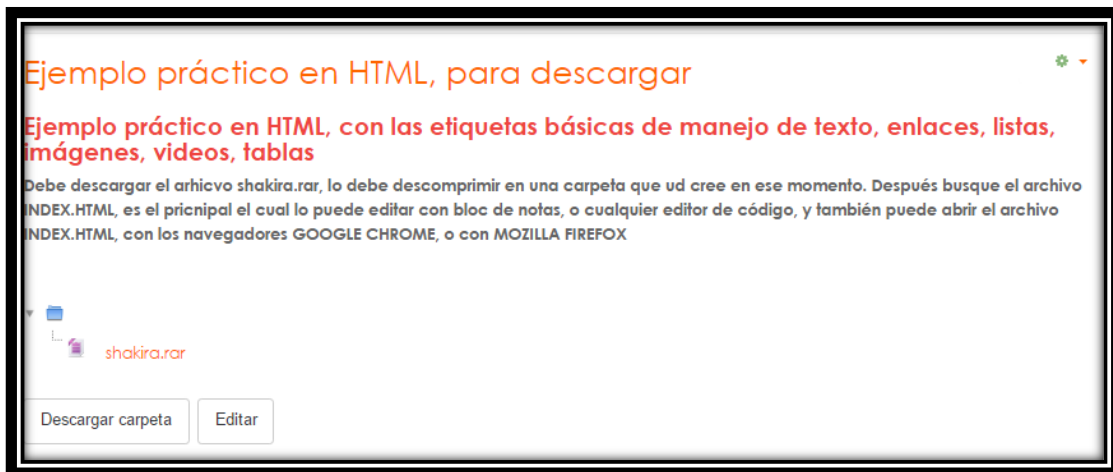 Ejemplo práctico en HTML, para descargar
Ejemplo práctico en HTML, con las etiquetas básicas de manejo de texto, enlaces, listas,
imágenes, videos, tablas
Debe descargar el arhicvo shakira.rar, lo debe descomprimir en una carpeta que ud cree en ese momento. Después busque el archivo
INDEX.HTML, es el pricnipal el cual lo puede editar con bloc de notas, o cualquier editor de código, y también puede abrir el archivo
INDEX.HTML, con los navegadores GOOGLE CHROME, o con MOZILLA FIREFOX
shakira.rar
Descargar carpeta Editar